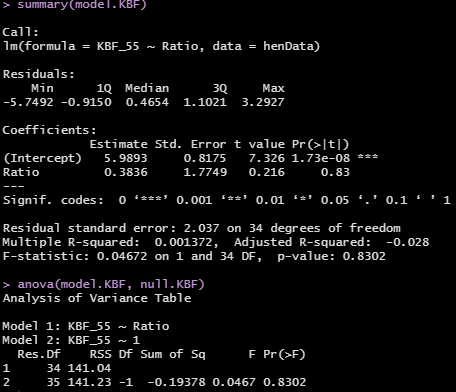 > summary(model.KBF)
Call:
lm(formula = KBF_55 ~ Ratio, data = henData)
Residuals:
Min 1Q Median 3Q Max
-5.7492 -0.9150 0.4654 1.1021 3.2927
Coefficients:
Estimate Std. Error t value Pr(>|t|)
(Intercept) 5.9893 0.8175 7.326 1.73e-08 ***
Ratio 0.3836 1.7749 0.216 0.83
---
Signif. codes: 0 ‘***’ 0.001 ‘**’ 0.01 ‘*’ 0.05 ‘.’ 0.1 ‘ ’ 1
Residual standard error: 2.037 on 34 degrees of freedom
Multiple R-squared: 0.001372, Adjusted R-squared: -0.028
F-statistic: 0.04672 on 1 and 34 DF, p-value: 0.8302
> anova(model.KBF, null.KBF)
Analysis of Variance Table
Model 1: KBF_55 ~ Ratio
Model 2: KBF_55 ~ 1
Res.Df RSS Df Sum of Sq F Pr(>F)
1 34 141.04
2 35 141.23 -1 -0.19378 0.0467 0.8302